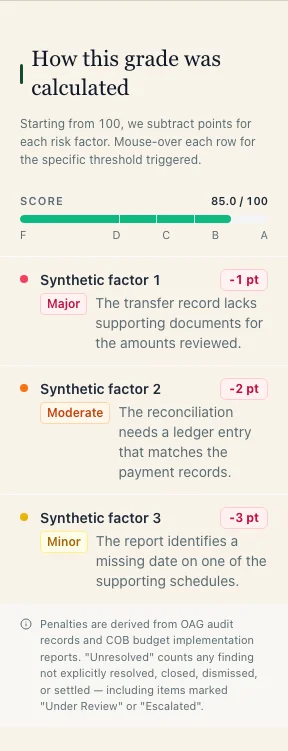 How this grade was
calculated
Starting from 100, we subtract points for
each risk factor. Mouse-over each row for
the specific threshold triggered.
SCORE 85.0 / 100
F D C B A
Synthetic factor 1 -1 pt
Major The transfer record lacks
supporting documents for
the amounts reviewed.
Synthetic factor 2 -2 pt
Moderate The reconciliation
needs a ledger entry
that matches the
payment records.
Synthetic factor 3 -3 pt
Minor The report identifies a
missing date on one of the
supporting schedules.
Penalties are derived from OAG audit
records and COB budget implementation
reports. "Unresolved" counts any finding
not explicitly resolved, closed, dismissed,
or settled — including items marked
"Under Review" or "Escalated".